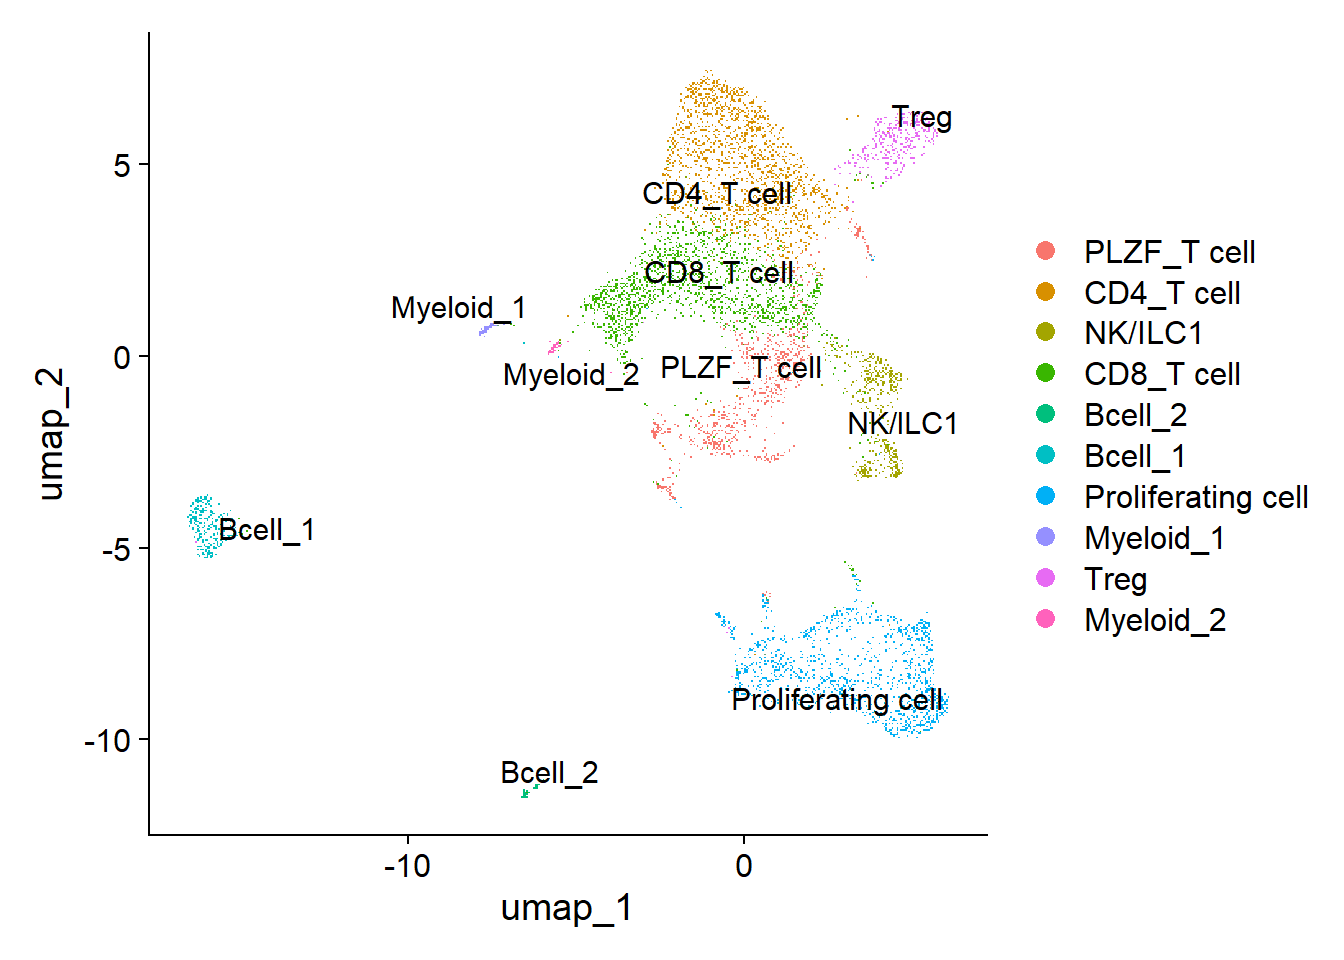 Treg
5
CD4_T cell
PLZF_T cell
CD8_T cell
CD4_T cell
Myeloid_1
NK/ILC1
0
PLZF_T cell
CD8_T cell
Myeloid_2
Bcell_2
umap_2
NK/ILC1
Bcell_1
Proliferating cell
Bcell_1
Myeloid_1
-5
Treg
Myeloid_2
Proliferating cell
-10
Bcell_2
-10
0
umap_1